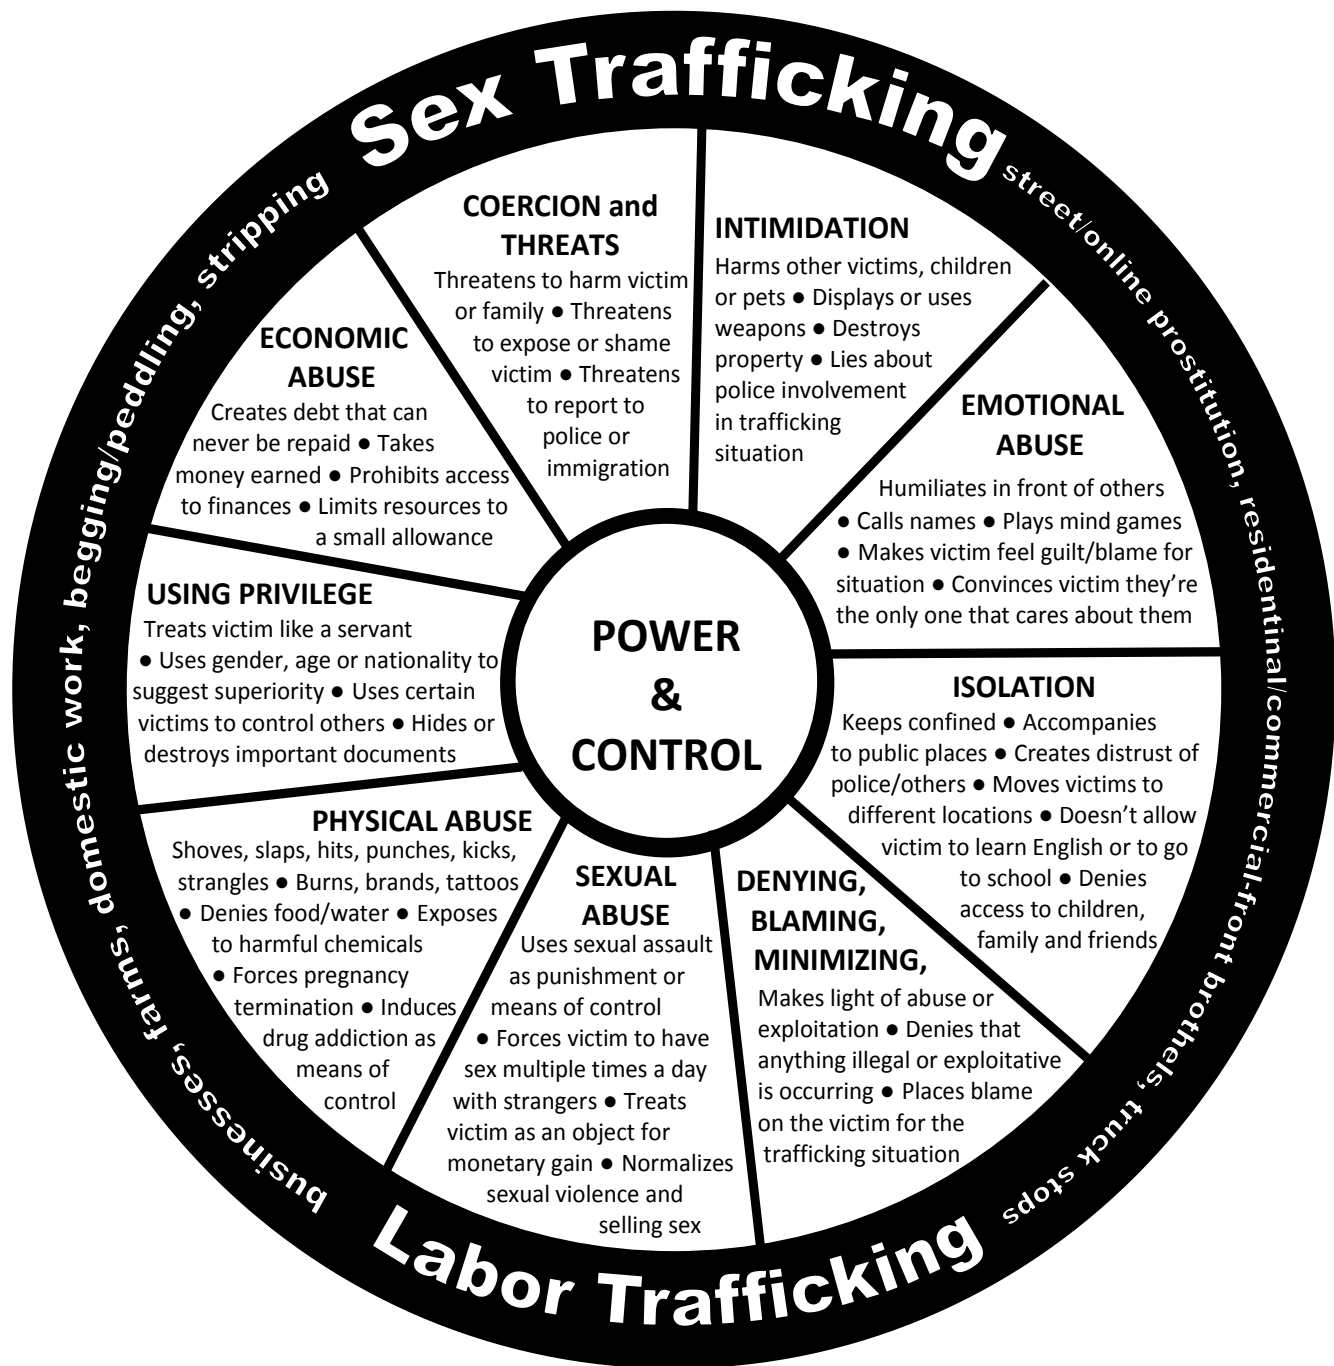 Sex Trafficking
street/online prostitution, residentinal/commercial-front brothels, truck stops
Labor Trafficking
businesses, farms, domestic work, begging/peddling, stripping
COERCION and
THREATS
Threatens to harm victim
or family ● Threatens
to expose or shame
victim ● Threatens
to report to
police or
immigration
INTIMIDATION
Harms other victims, children
or pets ● Displays or uses
weapons ● Destroys
property ● Lies about
police involvement
in trafficking
situation
EMOTIONAL
ABUSE
Humiliates in front of others
● Calls names ● Plays mind games
● Makes victim feel guilt/blame for
situation ● Convinces victim they’re
the only one that cares about them
ISOLATION
Keeps confined ● Accompanies
to public places ● Creates distrust of
police/others ● Moves victims to
different locations ● Doesn’t allow
victim to learn English or to go
to school ● Denies
access to children,
family and friends
DENYING,
BLAMING,
MINIMIZING,
Makes light of abuse or
exploitation ● Denies that
anything illegal or exploitative
is occurring ● Places blame
on the victim for the
trafficking situation
SEXUAL
ABUSE
Uses sexual assault
as punishment or
means of control
● Forces victim to have
sex multiple times a day
with strangers ● Treats
victim as an object for
monetary gain ● Normalizes
sexual violence and
selling sex
PHYSICAL ABUSE
Shoves, slaps, hits, punches, kicks,
strangles ● Burns, brands, tattoos
● Denies food/water ● Exposes
to harmful chemicals
● Forces pregnancy
termination ● Induces
drug addiction as
means of
control
USING PRIVILEGE
Treats victim like a servant
● Uses gender, age or nationality to
suggest superiority ● Uses certain
victims to control others ● Hides or
destroys important documents
ECONOMIC
ABUSE
Creates debt that can
never be repaid ● Takes
money earned ● Prohibits access
to finances ● Limits resources to
a small allowance
POWER
&
CONTROL